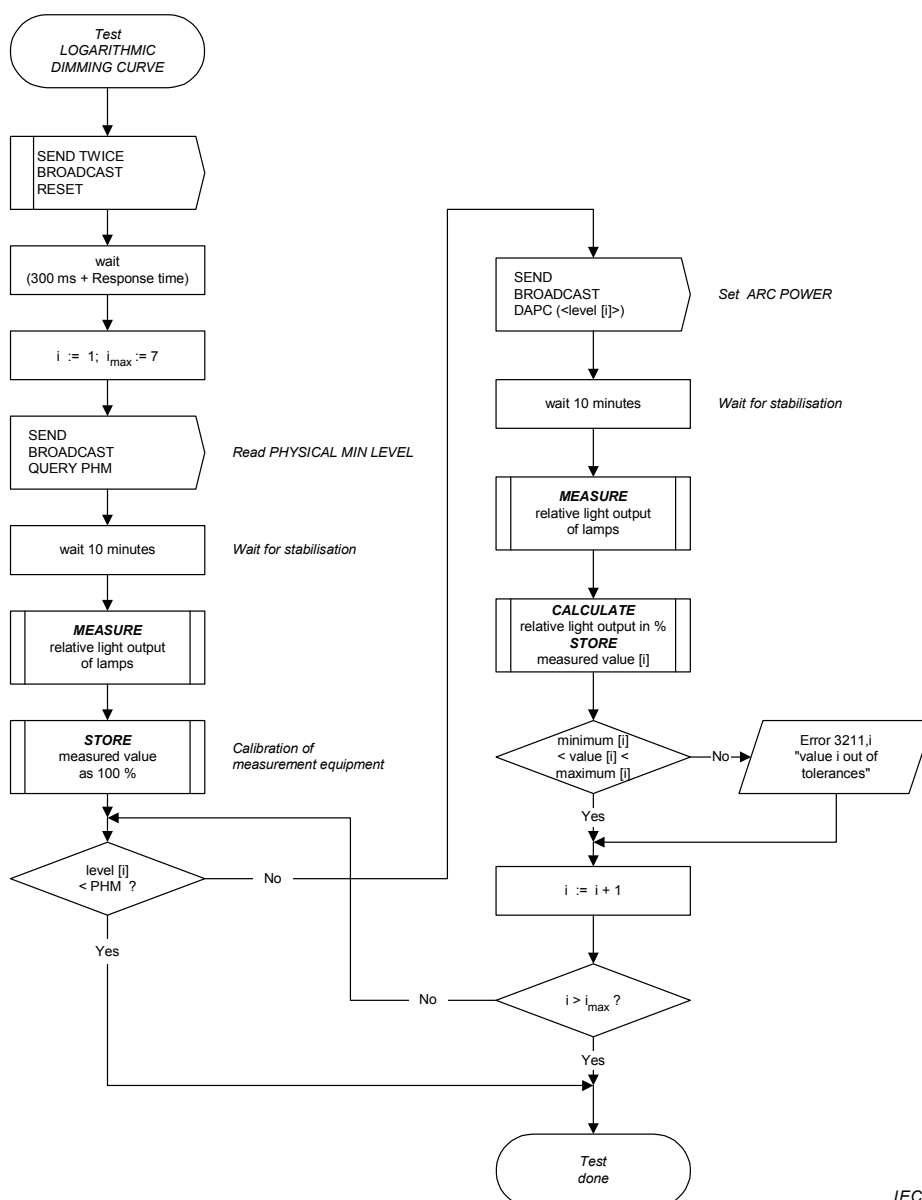 Test
LOGARITHMIC
DIMMING CURVE
SEND TWICE
BROADCAST
RESET
wait
(300 ms + Response time)
i := 1; imax := 7
SEND
BROADCAST
QUERY PHM
Read PHYSICAL MIN LEVEL
wait 10 minutes
Wait for stabilisation
MEASURE
relative light output
of lamps
STORE
measured value
as 100 %
Calibration of
measurement equipment
level [i]
< PHM ?
No
Yes
SEND
BROADCAST
DAPC (<level [i]>)
Set ARC POWER
wait 10 minutes
Wait for stabilisation
MEASURE
relative light output
of lamps
CALCULATE
relative light output in %
STORE
measured value [i]
minimum [i]
< value [i] <
maximum [i]
No
Error 3211,i
"value i out of
tolerances"
Yes
i := i + 1
i > imax ?
No
Yes
Test
done
IEC